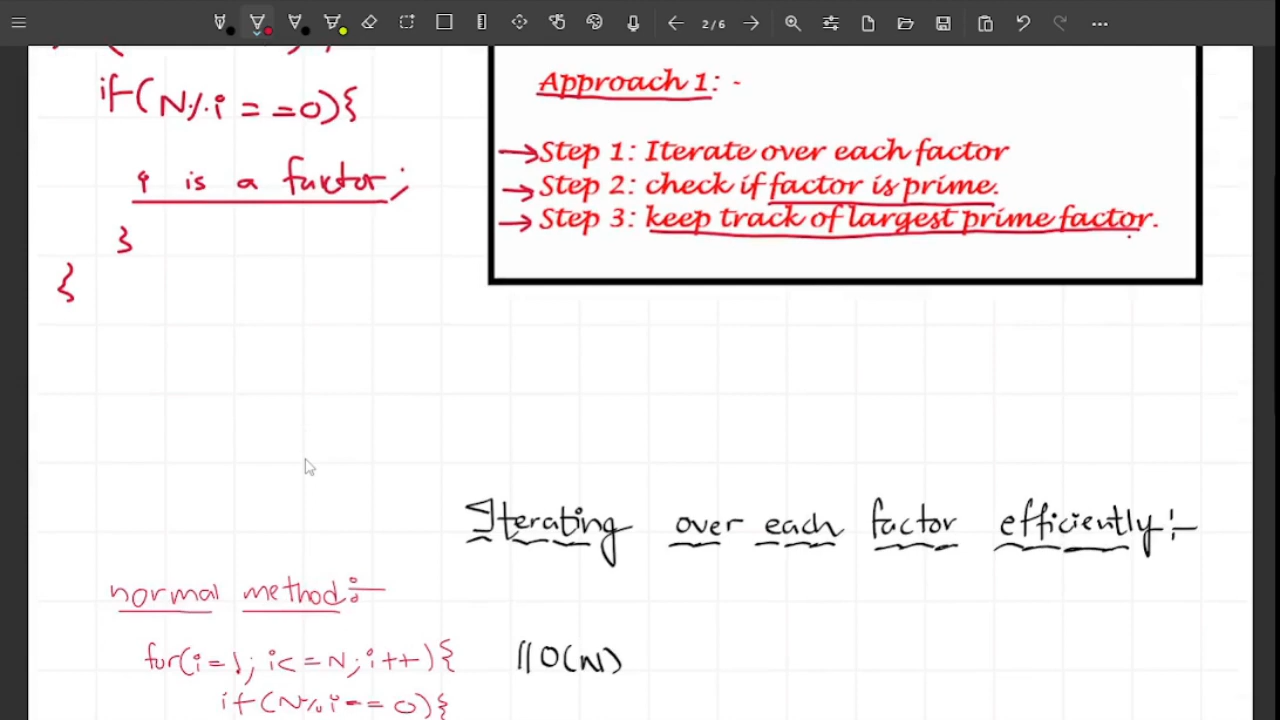 2/6
if(N%i==0){
i is a factor;
}
{
Approach 1: -
→Step 1: Iterate over each factor
→Step 2: check if factor is prime.
→Step 3: keep track of largest prime factor.
Iterating over each factor efficiently:-
normal method:-
for(i=1; i<=N; i++){ //O(N)
if(N%i==0){